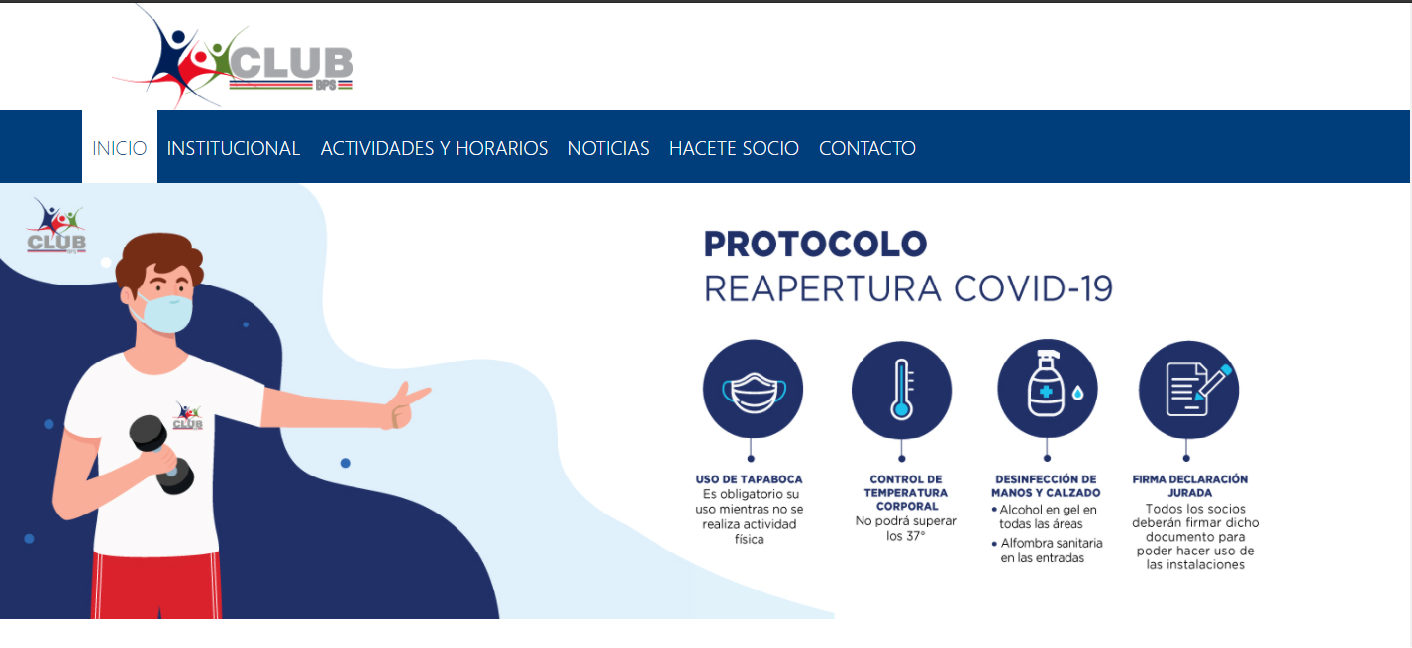 CLUB
BPS
INICIO INSTITUCIONAL ACTIVIDADES Y HORARIOS NOTICIAS HACETE SOCIO CONTACTO
CLUB
BPS
CLUB
PROTOCOLO
REAPERTURA COVID-19
USO DE TAPABOCA
Es obligatorio su
uso mientras no se
realiza actividad
física
CONTROL DE
TEMPERATURA
CORPORAL
No podrá superar
los 37°
DESINFECCIÓN DE
MANOS Y CALZADO
• Alcohol en gel en
todas las áreas
• Alfombra sanitaria
en las entradas
FIRMA DECLARACIÓN
JURADA
Todos los socios
deberán firmar dicho
documento para
poder hacer uso de
las instalaciones